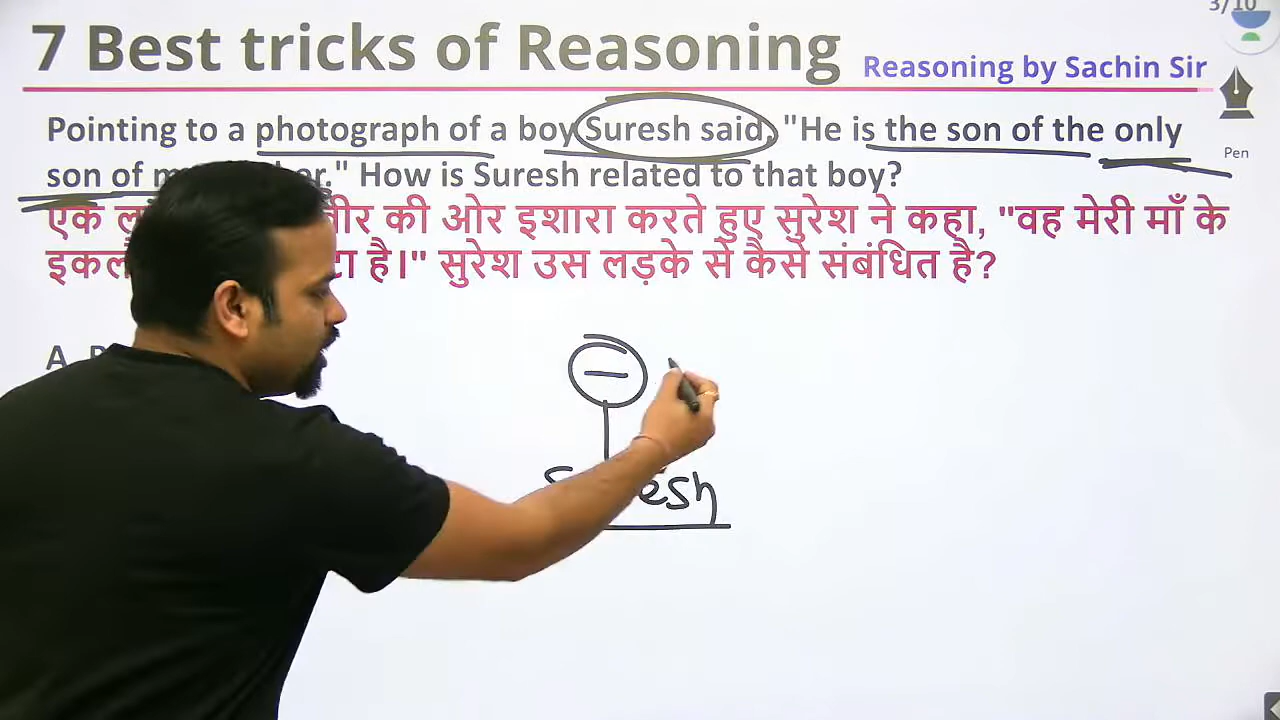 3/10
7 Best tricks of Reasoning
Reasoning by Sachin Sir
Pointing to a photograph of a boy Suresh said, "He is the son of the only
Pen
son of." How is Suresh related to that boy?
एक की ओर इशारा करते हुए सुरेश ने कहा, "वह मेरी माँ के
है।" सुरेश उस लड़के से कैसे संबंधित है?
A.